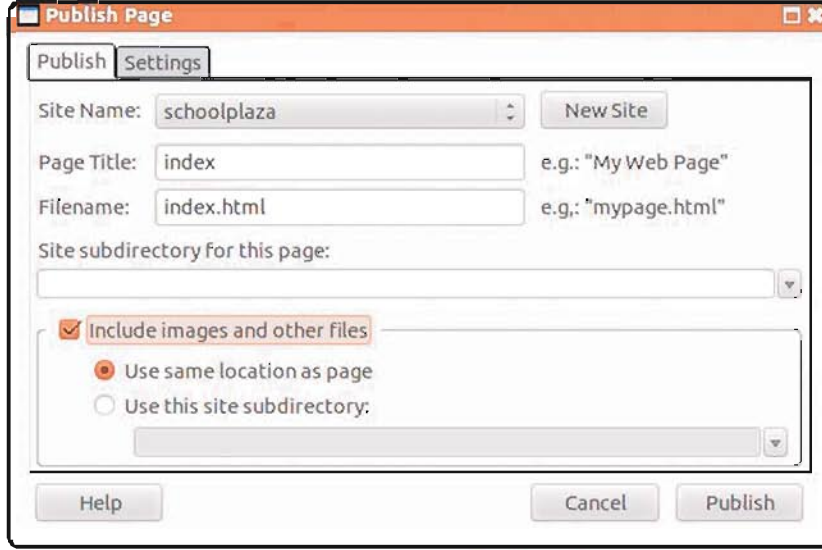 Publish Page
Publish Settings
Site Name: schoolplaza New Site
Page Title: index e.g.: "My Web Page"
Filename: index.html e.g,: "mypage.html"
Site subdirectory for this page:
Include images and other files
Use same location as page
Use this site subdirectory:
Help Cancel Publish